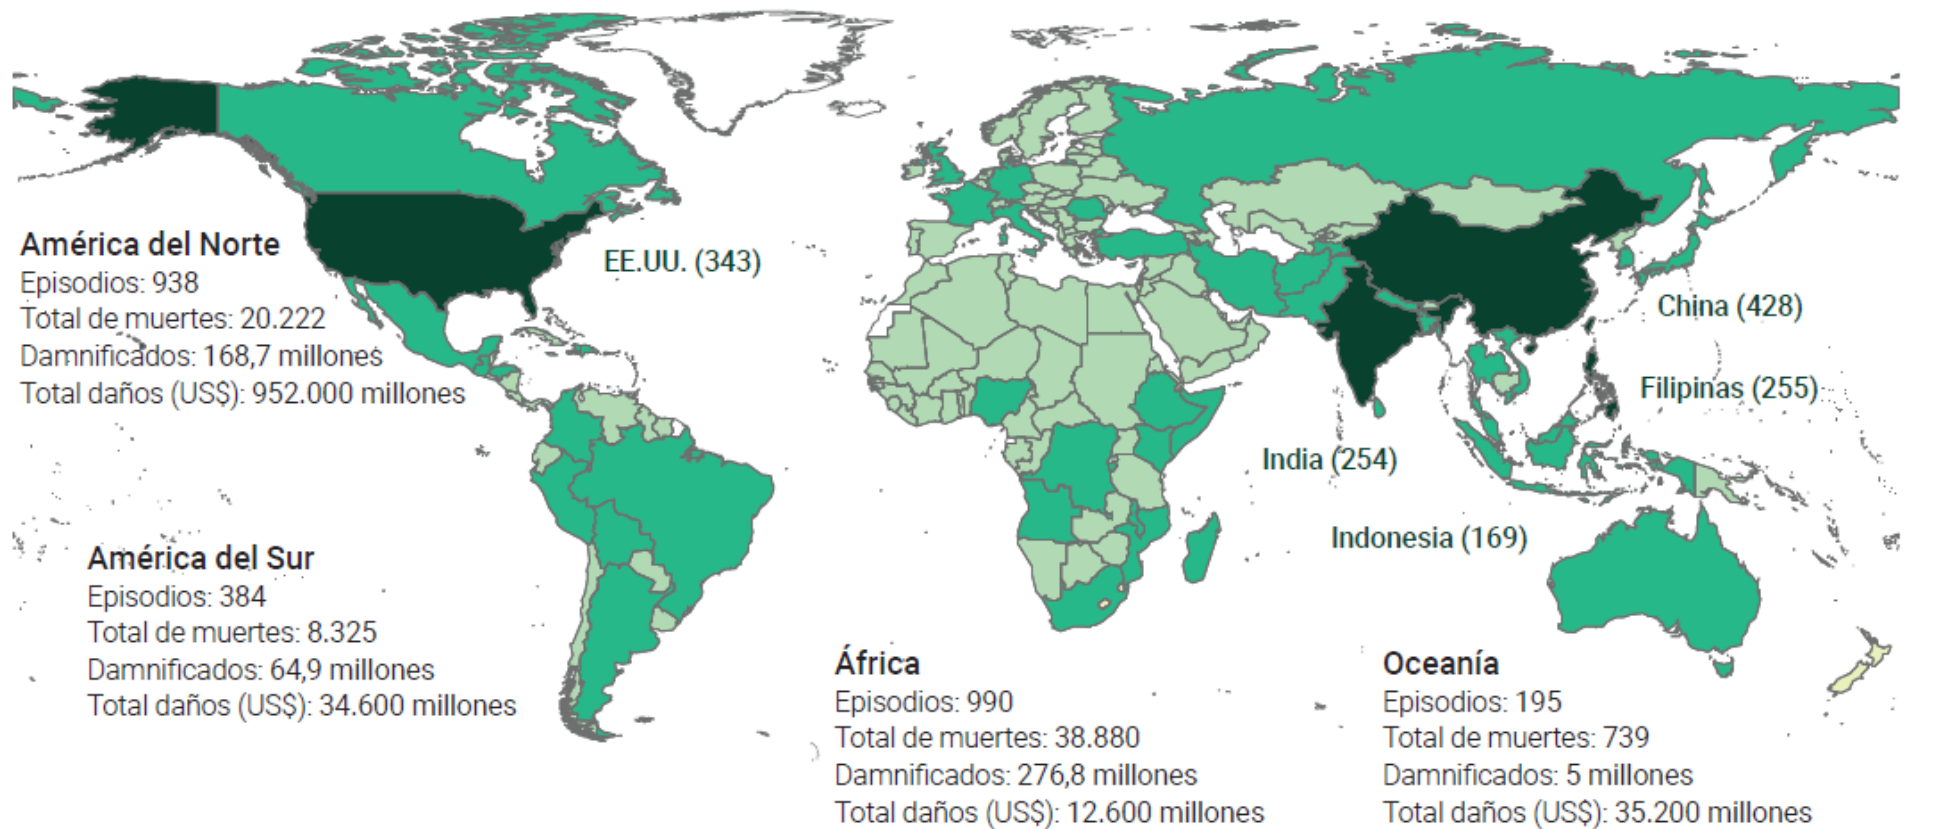 América del Norte
Episodios: 938
Total de muertes: 20.222
Damnificados: 168,7 millones
Total daños (US$): 952.000 millones
EE.UU. (343)
China (428)
Filipinas (255)
India (254)
Indonesia (169)
América del Sur
Episodios: 384
Total de muertes: 8.325
Damnificados: 64,9 millones
Total daños (US$): 34.600 millones
África
Episodios: 990
Total de muertes: 38.880
Damnificados: 276,8 millones
Total daños (US$): 12.600 millones
Oceanía
Episodios: 195
Total de muertes: 739
Damnificados: 5 millones
Total daños (US$): 35.200 millones